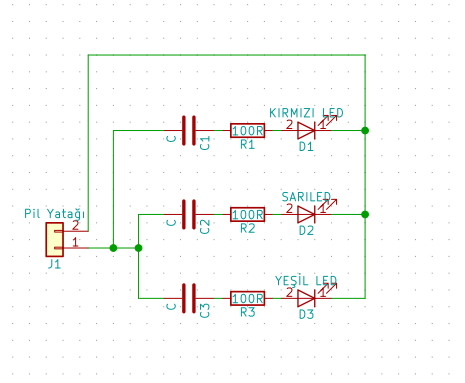 KIRMIZI LED
2 1
C C1 100R R1 D1
SARILED
2 1
C C2 100R R2 D2
Pil Yatağı
2
1
J1
YEŞİL LED
2 1
C C3 100R R3 D3